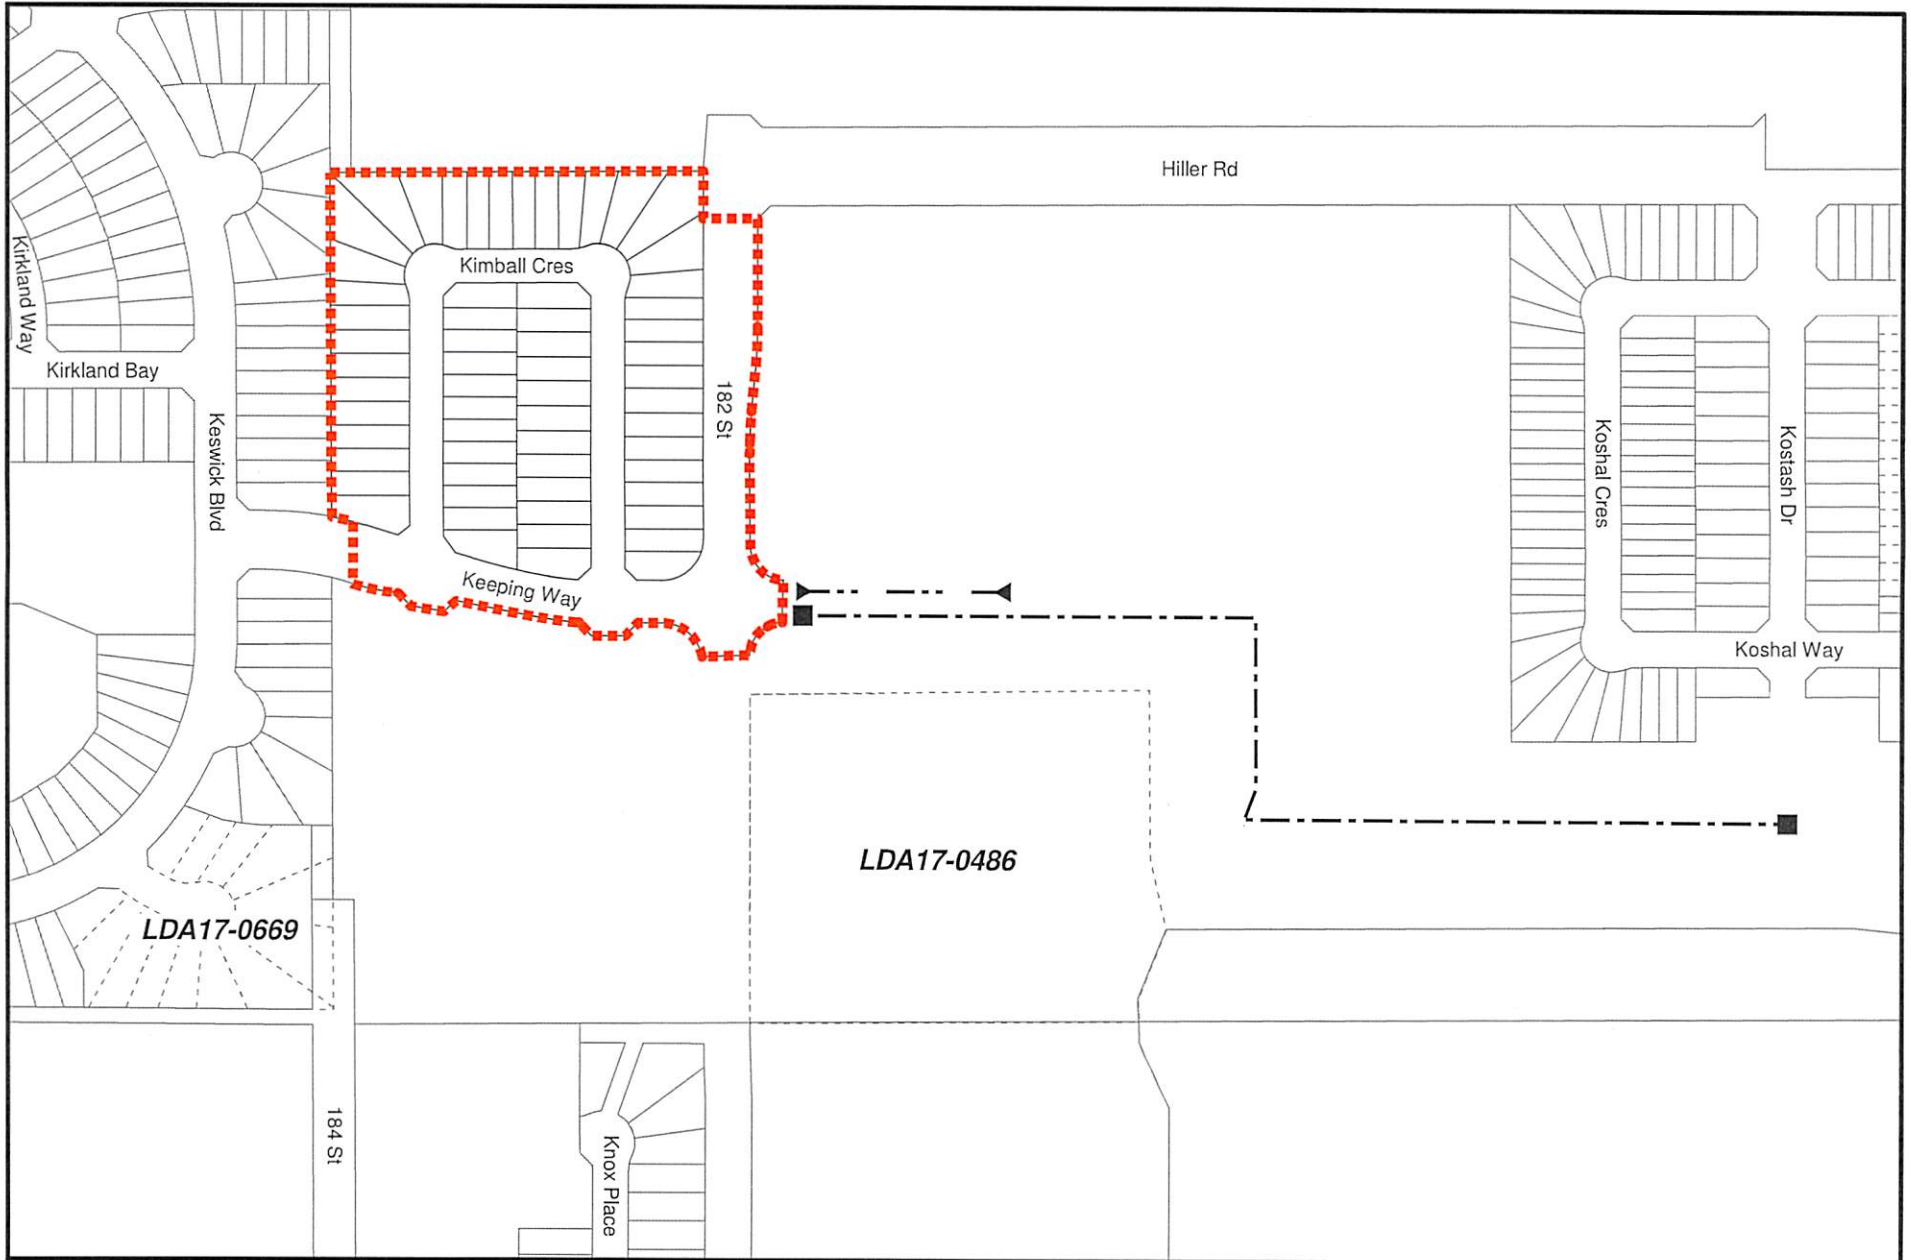 Hiller Rd
Kimball Cres
Kirkland Way
Kirkland Bay
Keswick Blvd
182 St
Koshal Cres
Kostash Dr
Keeping Way
Koshal Way
LDA17-0486
LDA17-0669
184 St
Knox Place